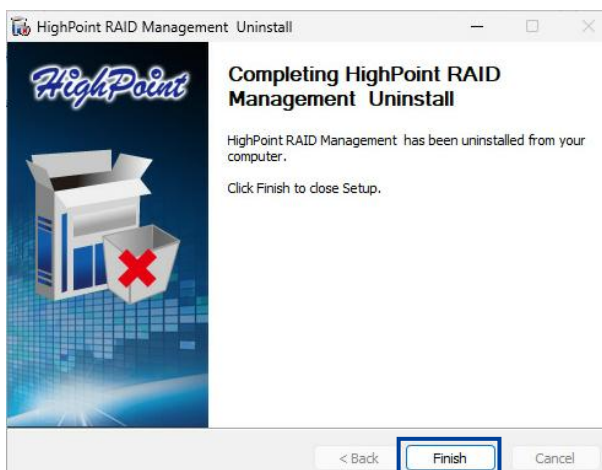 HighPoint RAID Management Uninstall
HighPoint
Completing HighPoint RAID
Management Uninstall
HighPoint RAID Management has been uninstalled from your
computer.
Click Finish to close Setup.
< Back Finish Cancel